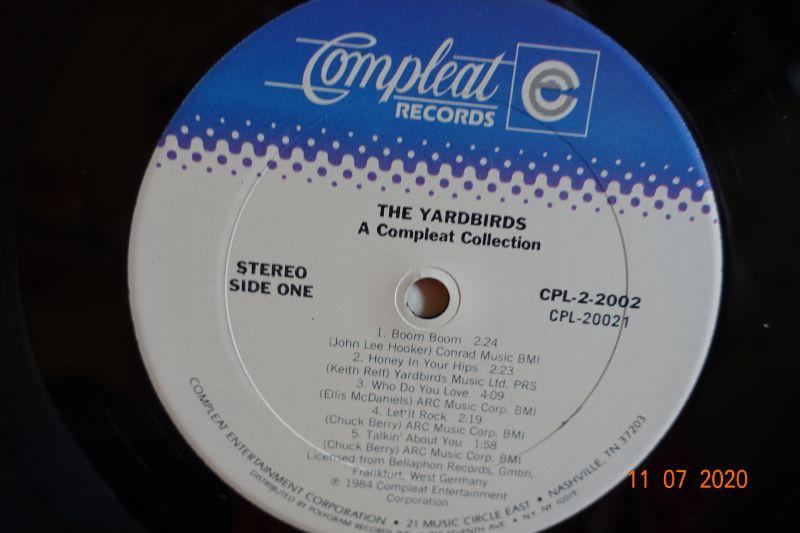 Compleat
RECORDS
THE YARDBIRDS
A Compleat Collection
STEREO
SIDE ONE
CPL-2-2002
CPL-20021
1. Boom Boom 2:24
(John Lee Hooker) Conrad Music BMI
2. Honey In Your Hips 2:23
(Keith Relf) Yardbirds Music Ltd. PRS
3. Who Do You Love 4:09
(Ellis McDaniels) ARC Music Corp. BMI
4. Let It Rock 2:19
(Chuck Berry) ARC Music Corp. BMI
5. Talkin' About You 1:58
(Chuck Berry) ARC Music Corp. BMI
Licensed from Bellaphon Records, Gmbh,
Frankfurt, West Germany
℗ 1984 Compleat Entertainment
Corporation
COMPLEAT ENTERTAINMENT CORPORATION • 21 MUSIC CIRCLE EAST • NASHVILLE, TN 37203
DISTRIBUTED BY POLYGRAM RECORDS SEVENTH AVE. • N.Y. NY 10019
11 07 2020